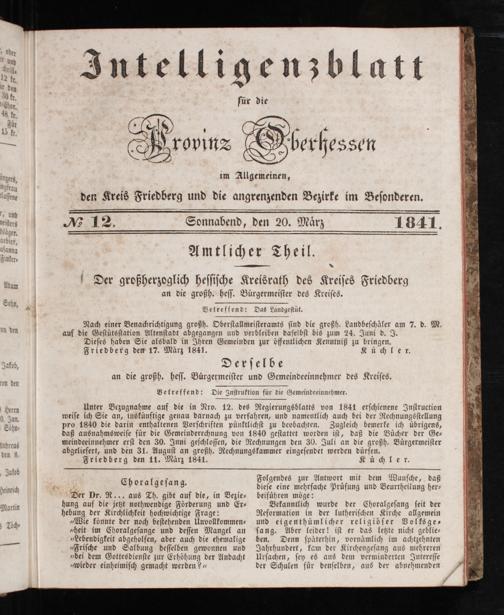 Intelligenzblatt
für die
Provinz Oberhessen
im Allgemeinen,
den Kreis Friedberg und die angrenzenden Bezirke im Besonderen.
№ 12. Sonnabend, den 20. März 1841.
Amtlicher Theil.
Der großherzoglich hessische Kreisrath des Kreises Friedberg
an die großh. hess. Bürgermeister des Kreises.
Betreffend: Das Landgestüt.
Nach einer Benachrichtigung großh. Oberstallmeisteramts sind die großh. Landbeschäler am 7. d. M.
auf die Gestütsstation Altenstadt abgegangen und verbleiben daselbst bis zum 24. Juni d. J.
Dieses haben Sie alsbald in Ihren Gemeinden zur öffentlichen Kenntniß zu bringen.
Friedberg den 17. März 1841. Küchler.
Derselbe
an die großh. hess. Bürgermeister und Gemeindeeinnehmer des Kreises.
Betreffend: Die Instruktion für die Gemeindeeinnehmer.
Unter Bezugnahme auf die in Nro. 12. des Regierungsblatts von 1841 erschienene Instruction
weise ich Sie an, inskünftige genau darnach zu verfahren, und namentlich auch bei der Rechnungsstellung
pro 1840 die darin enthaltenen Vorschriften pünktlichst zu beobachten. Zugleich bemerke ich übrigens,
daß ausnahmsweise für die Gemeinderechnung von 1840 gestattet worden ist, daß die Bücher der Ge-
meindeeinnehmer erst den 30. Juni geschlossen, die Rechnungen den 30. Juli an die großh. Bürgermeister
abgeliefert, und den 31. August an großh. Rechnungskammer eingesendet werden dürfen.
Friedberg den 11. März 1841. Küchler.
Choralgesang.
Der Dr. R... aus Th. gibt auf die, in Bezie-
hung auf die jetzt nothwendige Förderung und Er-
hebung der Kirchlichkeit hochwichtige Frage:
»Wie könnte der noch bestehenden Unvollkommen-
»heit im Choralgesange und dessen Mangel an
»Lebendigkeit abgeholfen, aber auch die ehemalige
»Frische und Salbung desselben gewonnen und
»bei dem Gottesdienste zur Erhöhung der Andacht
»wieder einheimisch gemacht werden?«
Folgendes zur Antwort mit dem Wunsche, daß
diese eine mehrfache Prüfung und Beurtheilung her-
beiführen möge:
Bekanntlich wurde der Choralgesang seit der
Reformation in der lutherischen Kirche allgemein
und eigenthümlicher religiöser Volksge-
sang. Aber leider! ist er das letzte nicht geblie-
ben. Denn späterhin, vornämlich im achtzehnten
Jahrhundert, kam der Kirchengesang aus mehreren
Ursachen, sey es aus dem verminderten Interesse
der Schulen für denselben, aus der abnehmenden